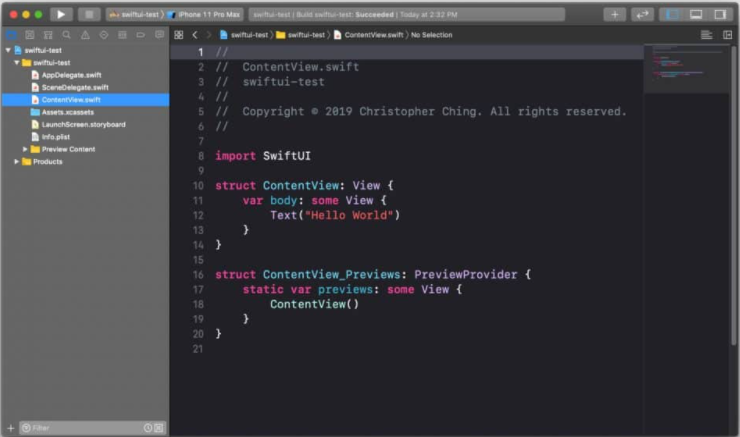 swiftui-test
iPhone 11 Pro Max
swiftui-test | Build swiftui-test: Succeeded | Today at 2:32 PM
swiftui-test
swiftui-test
ContentView.swift
No Selection
swiftui-test
swiftui-test
AppDelegate.swift
SceneDelegate.swift
ContentView.swift
Assets.xcassets
LaunchScreen.storyboard
Info.plist
Preview Content
Products
Filter
1 //
2 //  ContentView.swift
3 //  swiftui-test
4 //
5 //  Copyright © 2019 Christopher Ching. All rights reserved.
6 //
7
8 import SwiftUI
9
10 struct ContentView: View {
11     var body: some View {
12         Text("Hello World")
13     }
14 }
15
16 struct ContentView_Previews: PreviewProvider {
17     static var previews: some View {
18         ContentView()
19     }
20 }
21